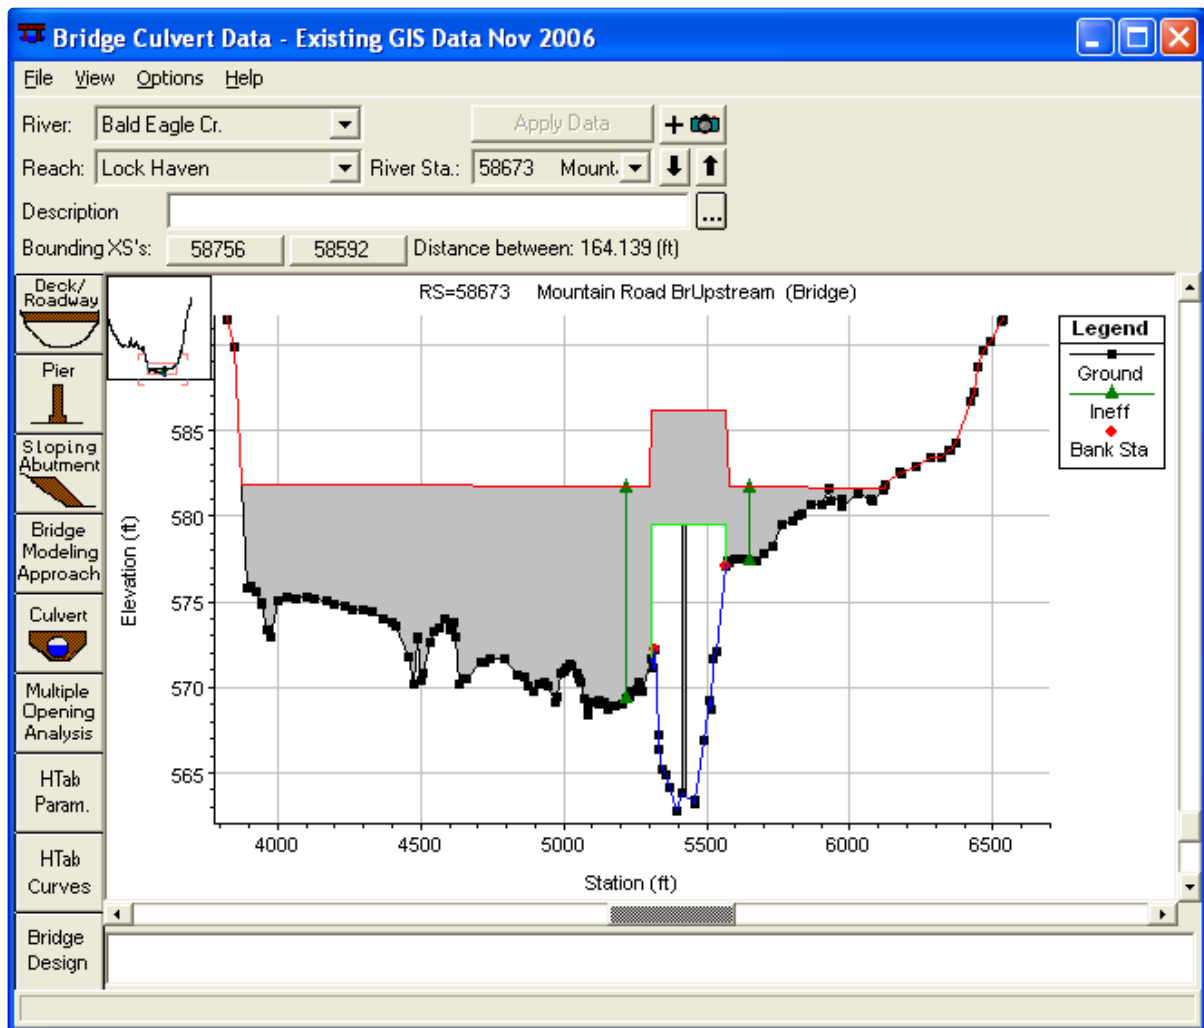 Bridge Culvert Data - Existing GIS Data Nov 2006
File View Options Help
River: Bald Eagle Cr. Apply Data
Reach: Lock Haven River Sta.: 58673 Mount.
Description ...
Bounding XS's: 58756 58592 Distance between: 164.139 (ft)
Deck/
Roadway
Pier
Sloping
Abutment
Bridge
Modeling
Approach
Culvert
Multiple
Opening
Analysis
HTab
Param.
HTab
Curves
Bridge
Design
RS=58673 Mountain Road BrUpstream (Bridge)
Elevation (ft)
585
580
575
570
565
4000 4500 5000 5500 6000 6500
Station (ft)
Legend
Ground
Ineff
Bank Sta